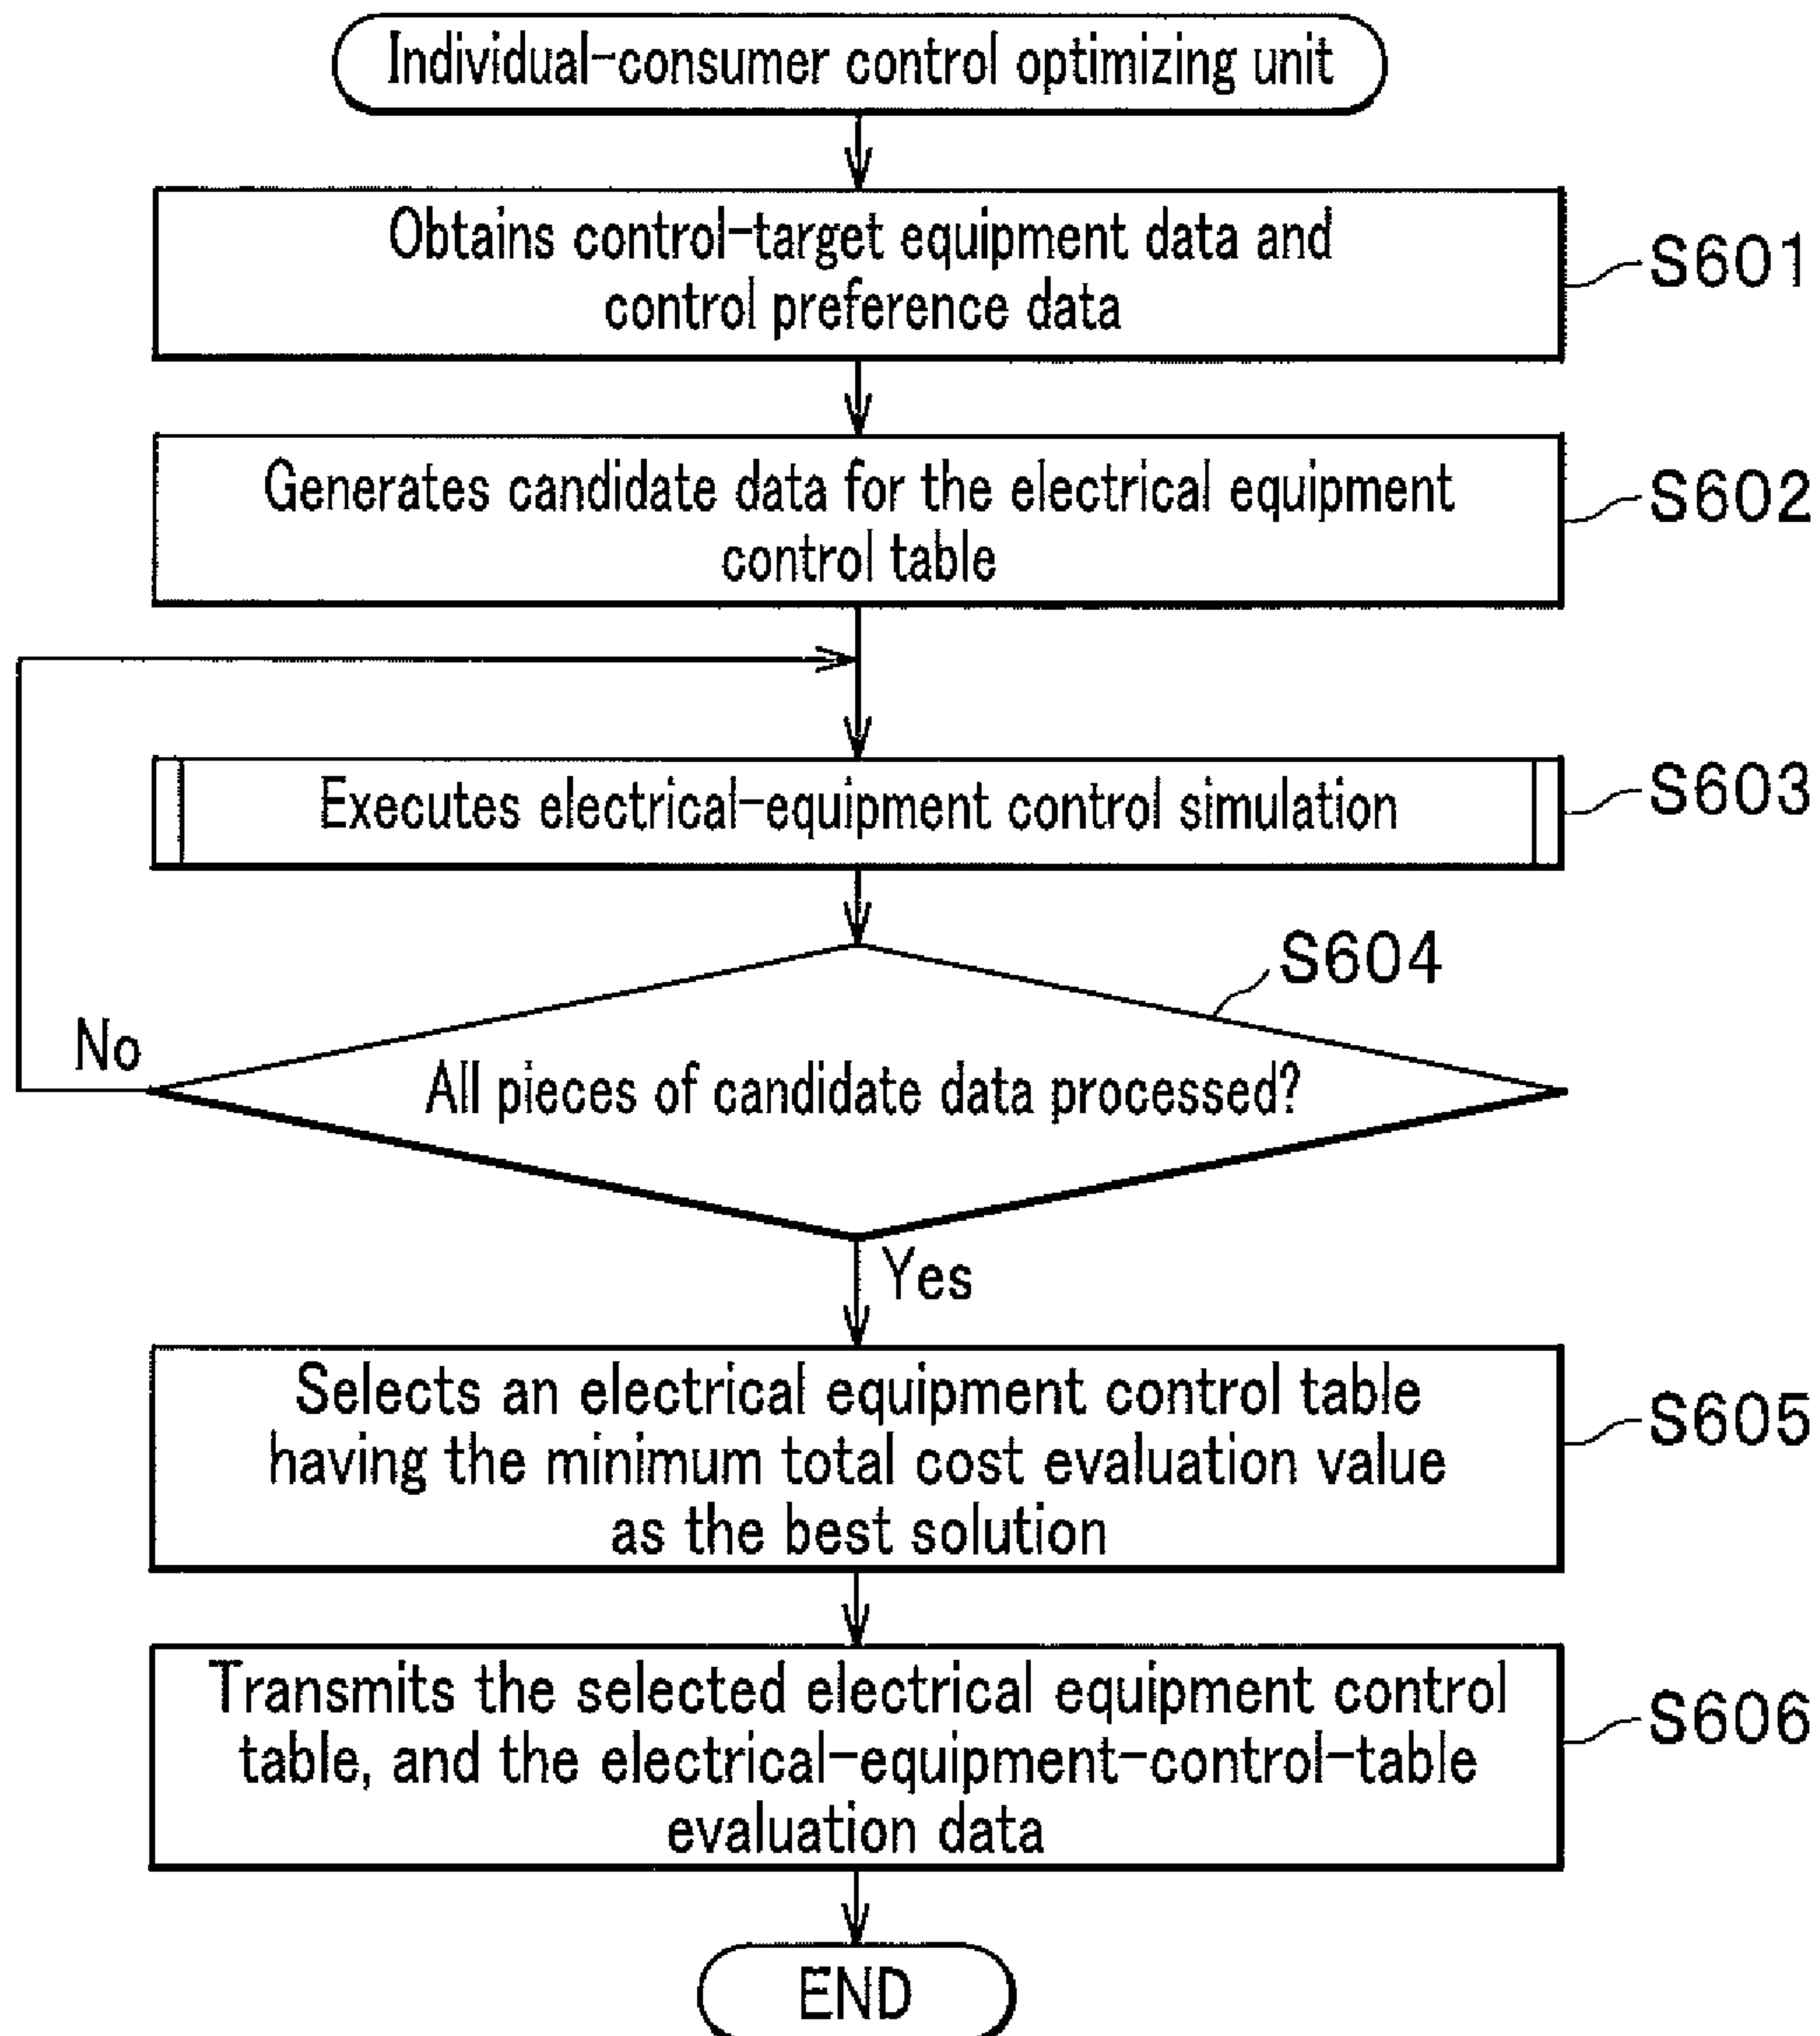 Individual-consumer control optimizing unit
Obtains control-target equipment data and
control preference data
S601
Generates candidate data for the electrical equipment
control table
S602
Executes electrical-equipment control simulation
S603
S604
No
All pieces of candidate data processed?
Yes
Selects an electrical equipment control table
having the minimum total cost evaluation value
as the best solution
S605
Transmits the selected electrical equipment control
table, and the electrical-equipment-control-table
evaluation data
S606
END